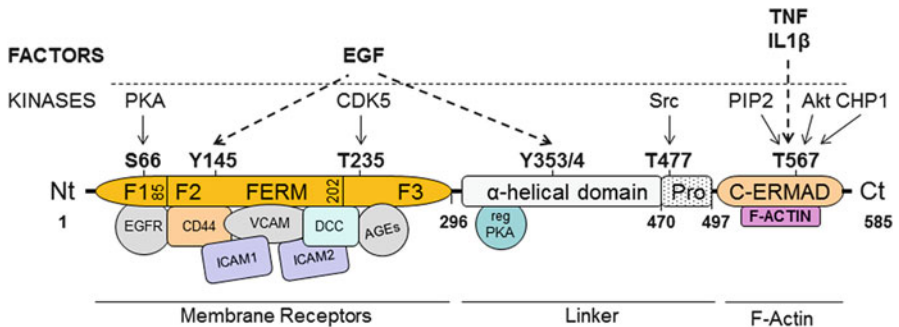 TNF
FACTORS EGF IL1β
KINASES PKA CDK5 Src PIP2 Akt CHP1
S66 Y145 T235 Y353/4 T477 T567
Nt F1 85 F2 FERM 202 F3 α-helical domain Pro C-ERMAD Ct
1 EGFR CD44 VCAM DCC AGEs 296 reg 470 497 F-ACTIN 585
PKA
ICAM1 ICAM2
Membrane Receptors Linker F-Actin